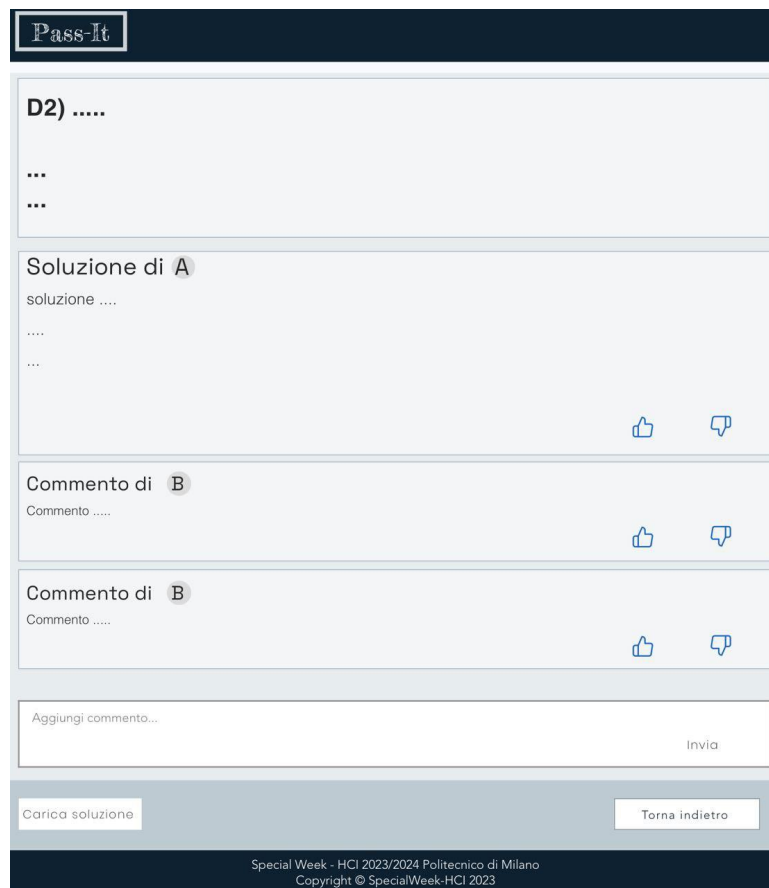 Pass-It
D2) .....
...
...
Soluzione di A
soluzione ....
....
...
Commento di B
Commento .....
Commento di B
Commento .....
Aggiungi commento...
Invia
Carica soluzione
Torna indietro
Special Week - HCI 2023/2024 Politecnico di Milano
Copyright © SpecialWeek-HCI 2023